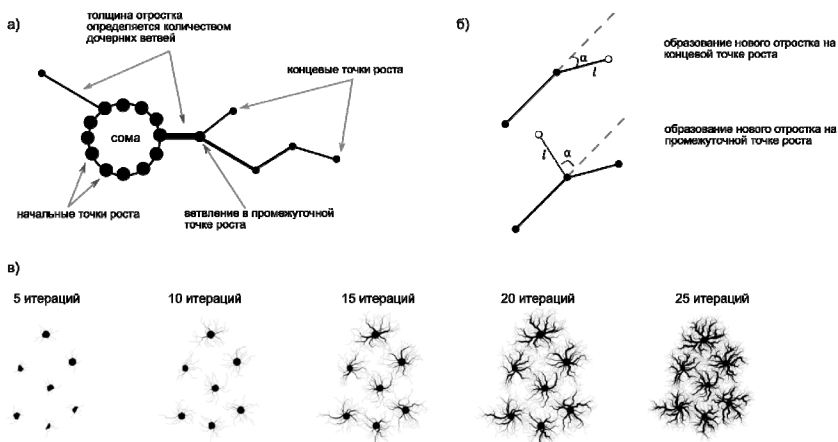 а)
толщина отростка
определяется количеством
дочерних ветвей
концевые точки роста
сома
начальные точки роста
ветвление в промежуточной
точке роста
б)
α
l
образование нового отростка на
концевой точке роста
образование нового отростка на
промежуточной точке роста
l
α
в)
5 итераций
10 итераций
15 итераций
20 итераций
25 итераций